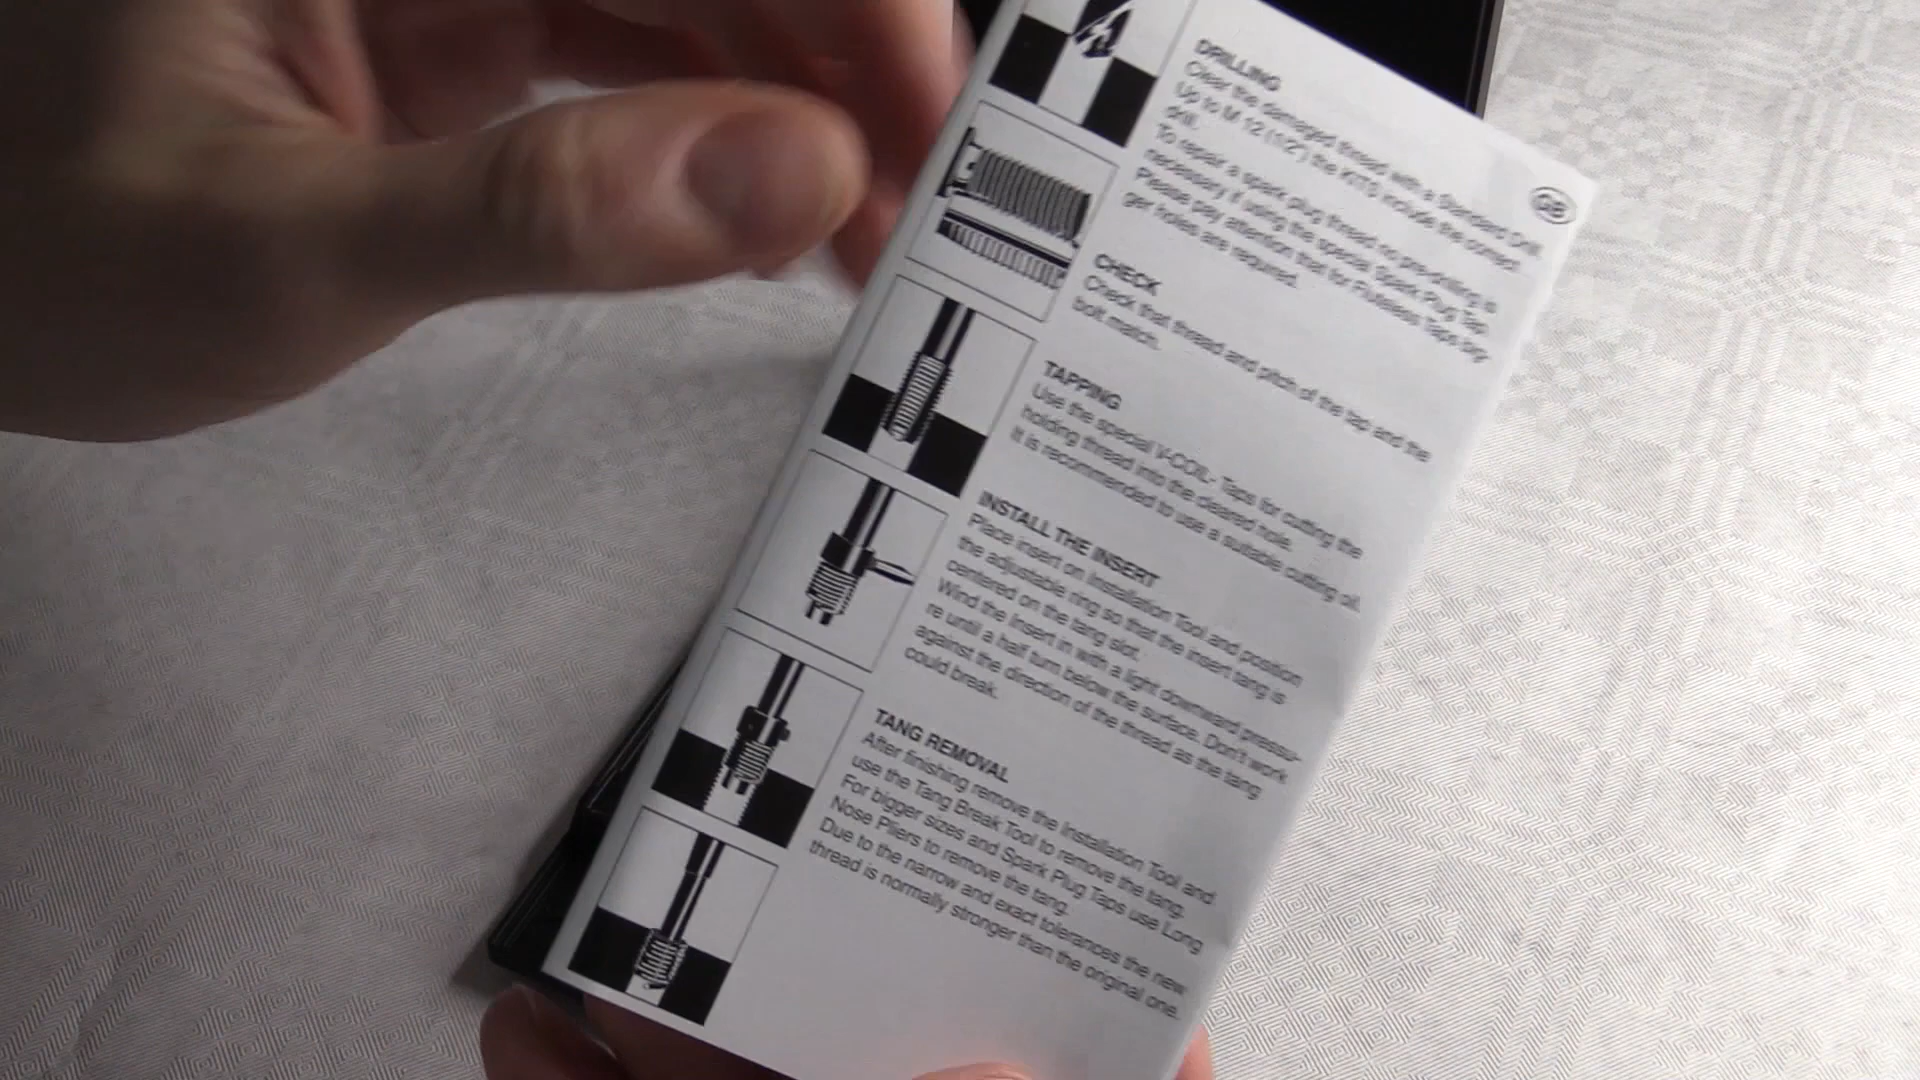 GB
DRILLING
Clear the damaged thread with a Standard Drill.
Up to M 12 (1/2") the KITS include the correct
drill.
To repair a spark plug thread no pre-drilling is
necessary if using the special Spark Plug Tap.
Please pay attention that for Fluteless Taps big-
ger holes are required.
CHECK
Check that thread and pitch of the tap and the
bolt match.
TAPPING
Use the special V-COIL- Taps for cutting the
holding thread into the cleared hole.
It is recommended to use a suitable cutting oil.
INSTALL THE INSERT
Place insert on Installation Tool and position
the adjustable ring so that the insert tang is
centered on the tang slot.
Wind the insert in with a light downward pressu-
re until a half turn below the surface. Don't work
against the direction of the thread as the tang
could break.
TANG REMOVAL
After finishing remove the Installation Tool and
use the Tang Break Tool to remove the tang.
For bigger sizes and Spark Plug Taps use Long
Nose Pliers to remove the tang.
Due to the narrow and exact tolerances the new
thread is normally stronger than the original one.